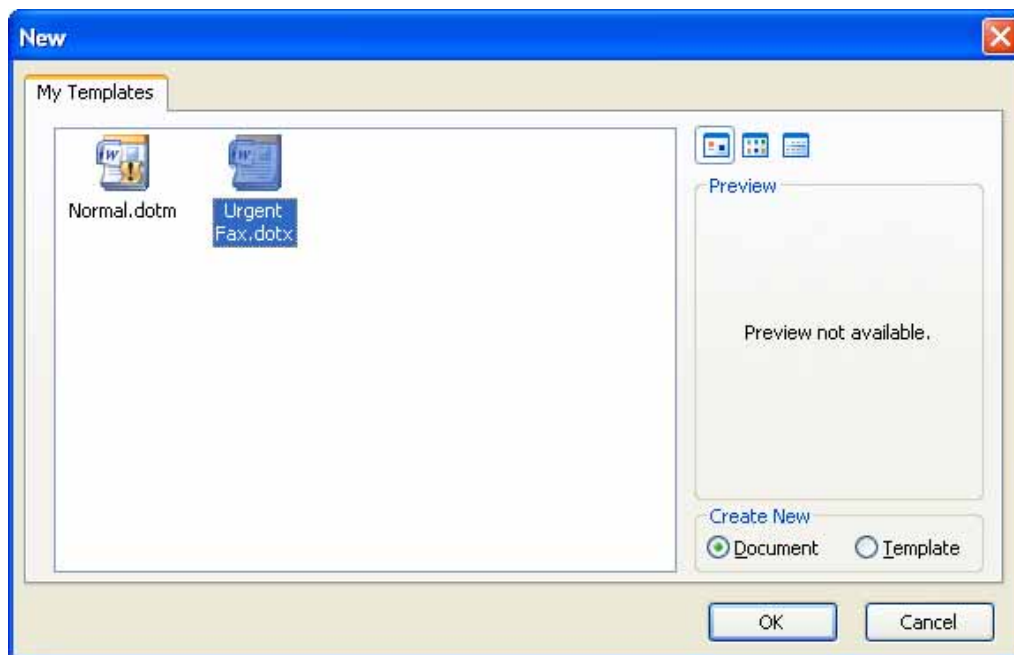 New
My Templates
Normal.dotm
Urgent
Fax.dotx
Preview
Preview not available.
Create New
Document
Template
OK
Cancel